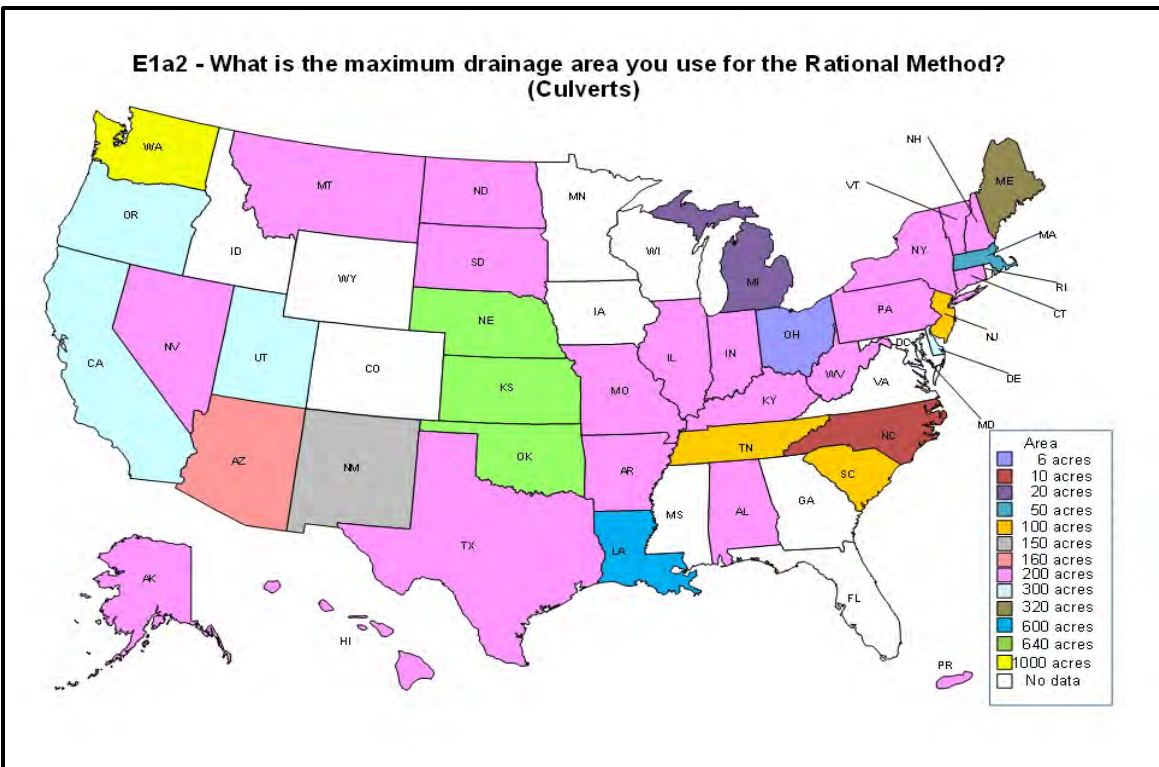 E1a2 - What is the maximum drainage area you use for the Rational Method?
(Culverts)
WA
OR
CA
NV
ID
MT
WY
UT
AZ
CO
NM
ND
SD
NE
KS
OK
TX
MN
IA
MO
AR
LA
WI
IL
MS
MI
IN
KY
TN
AL
OH
WV
VA
NC
SC
GA
FL
PA
NY
VT
NH
ME
MA
RI
CT
NJ
DE
MD
DC
AK
HI
PR
Area
6 acres
10 acres
20 acres
50 acres
100 acres
150 acres
160 acres
200 acres
300 acres
320 acres
600 acres
640 acres
1000 acres
No data